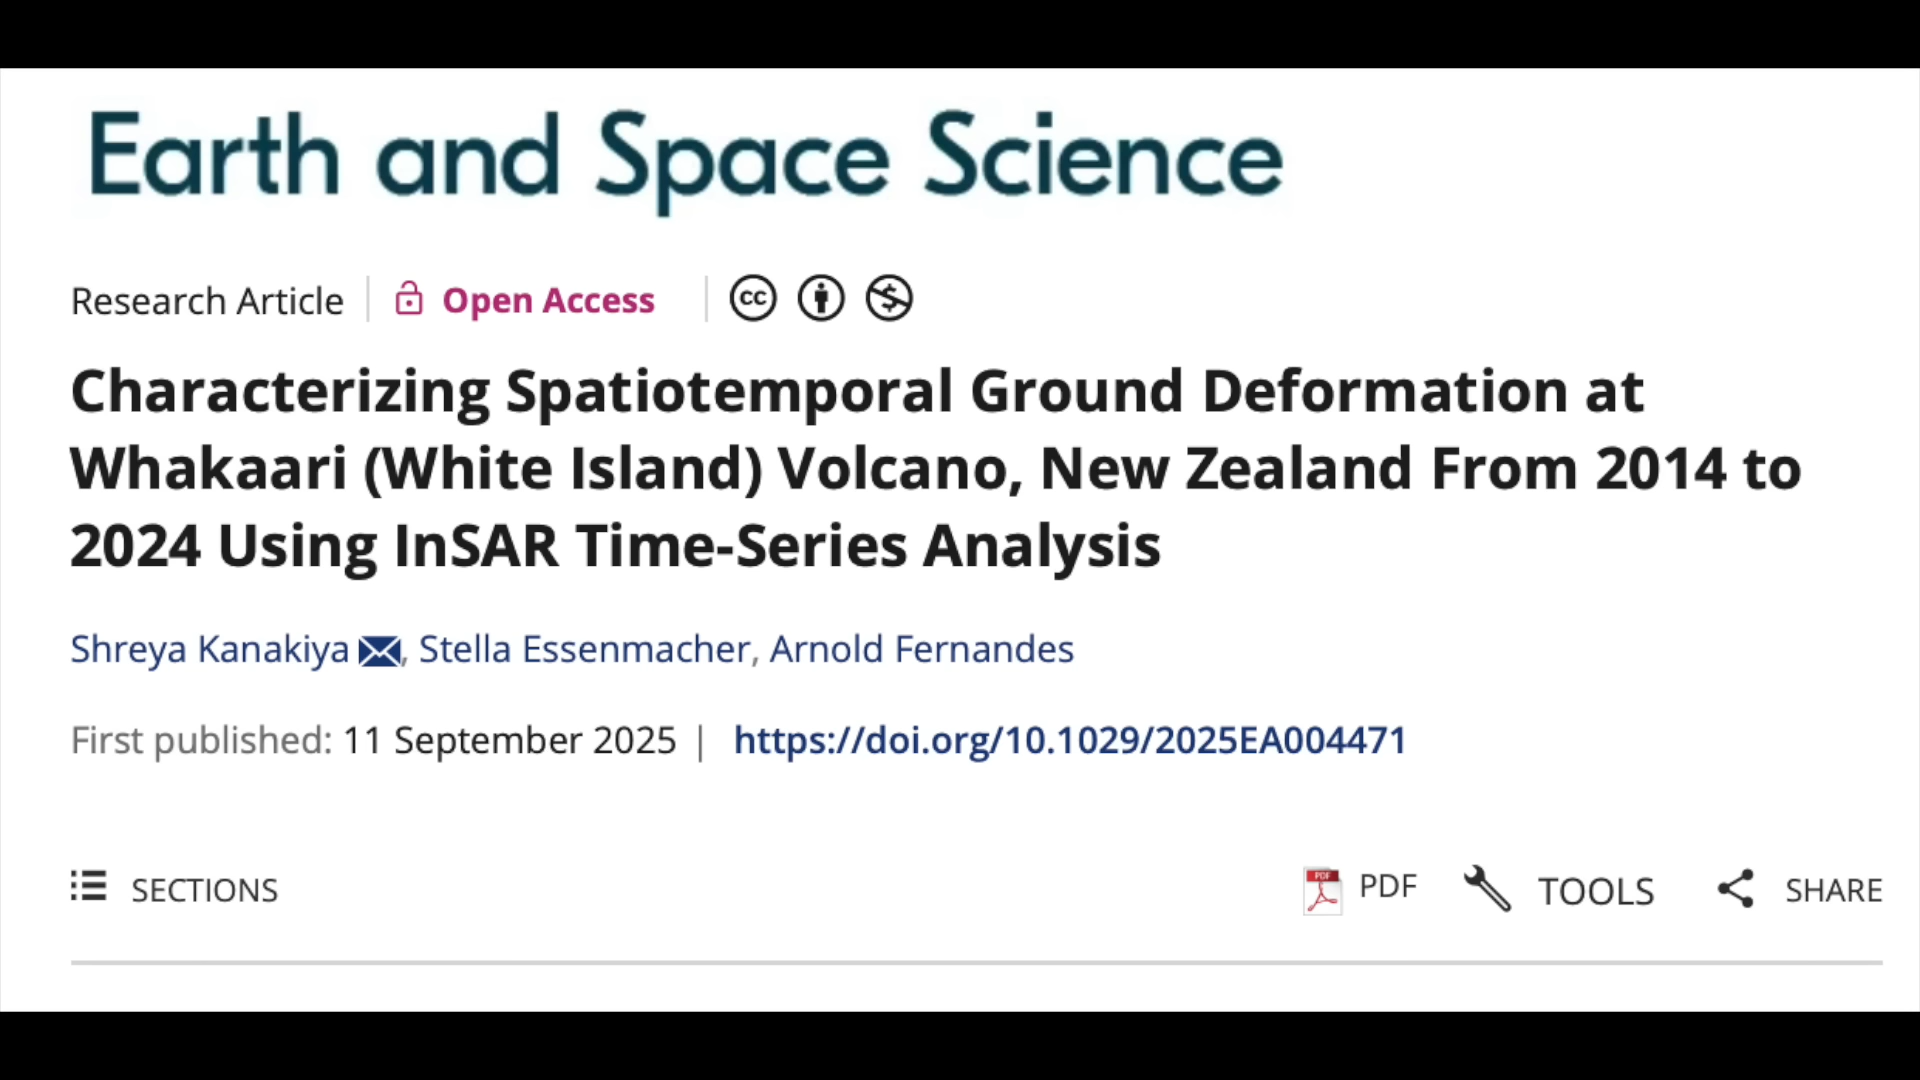 Earth and Space Science
Research Article | Open Access | cc
Characterizing Spatiotemporal Ground Deformation at
Whakaari (White Island) Volcano, New Zealand From 2014 to
2024 Using InSAR Time-Series Analysis
Shreya Kanakiya, Stella Essenmacher, Arnold Fernandes
First published: 11 September 2025 | https://doi.org/10.1029/2025EA004471
SECTIONS PDF PDF TOOLS SHARE